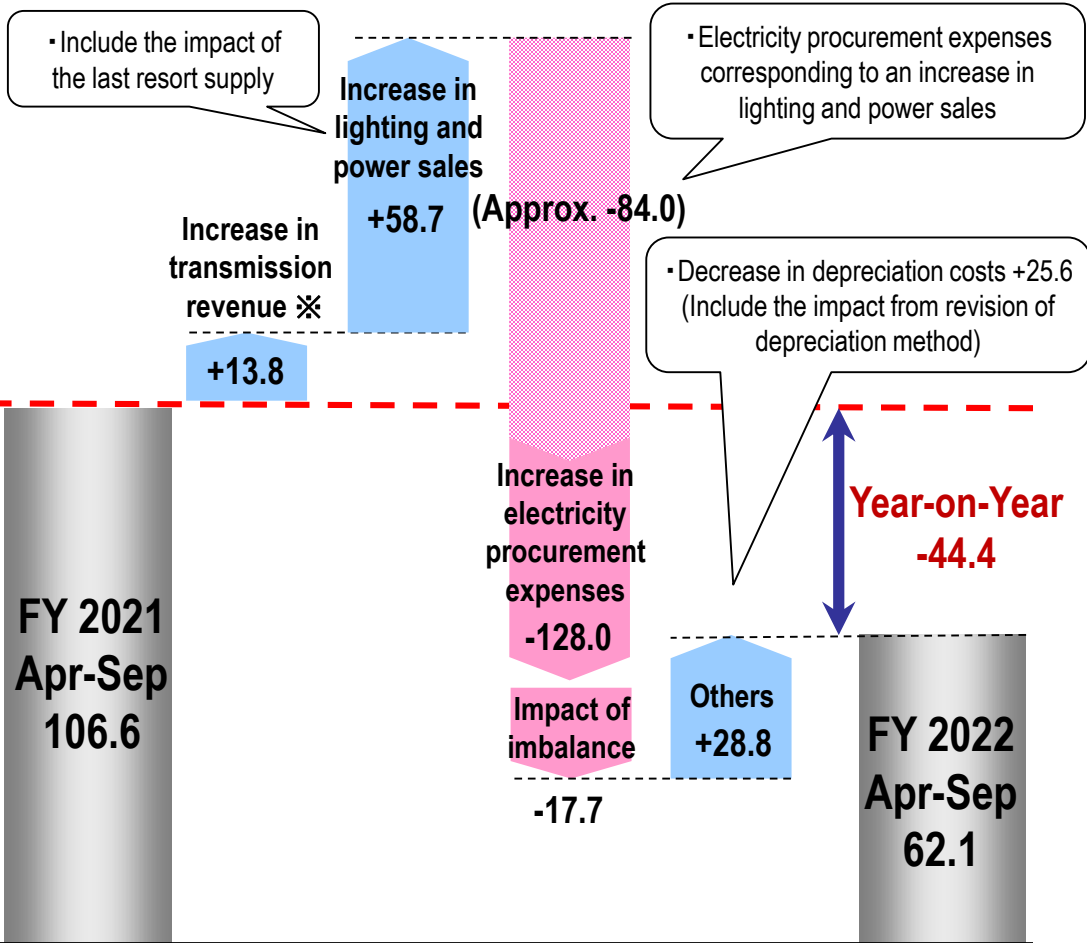 ･Include the impact of
the last resort supply
Increase in
lighting and
power sales
+58.7
･Electricity procurement expenses
corresponding to an increase in
lighting and power sales
(Approx. -84.0)
Increase in
transmission
revenue ※
+13.8
･Decrease in depreciation costs +25.6
(Include the impact from revision of
depreciation method)
Increase in
electricity
procurement
expenses
-128.0
Year-on-Year
-44.4
FY 2021
Apr-Sep
106.6
Impact of
imbalance
-17.7
Others
+28.8
FY 2022
Apr-Sep
62.1